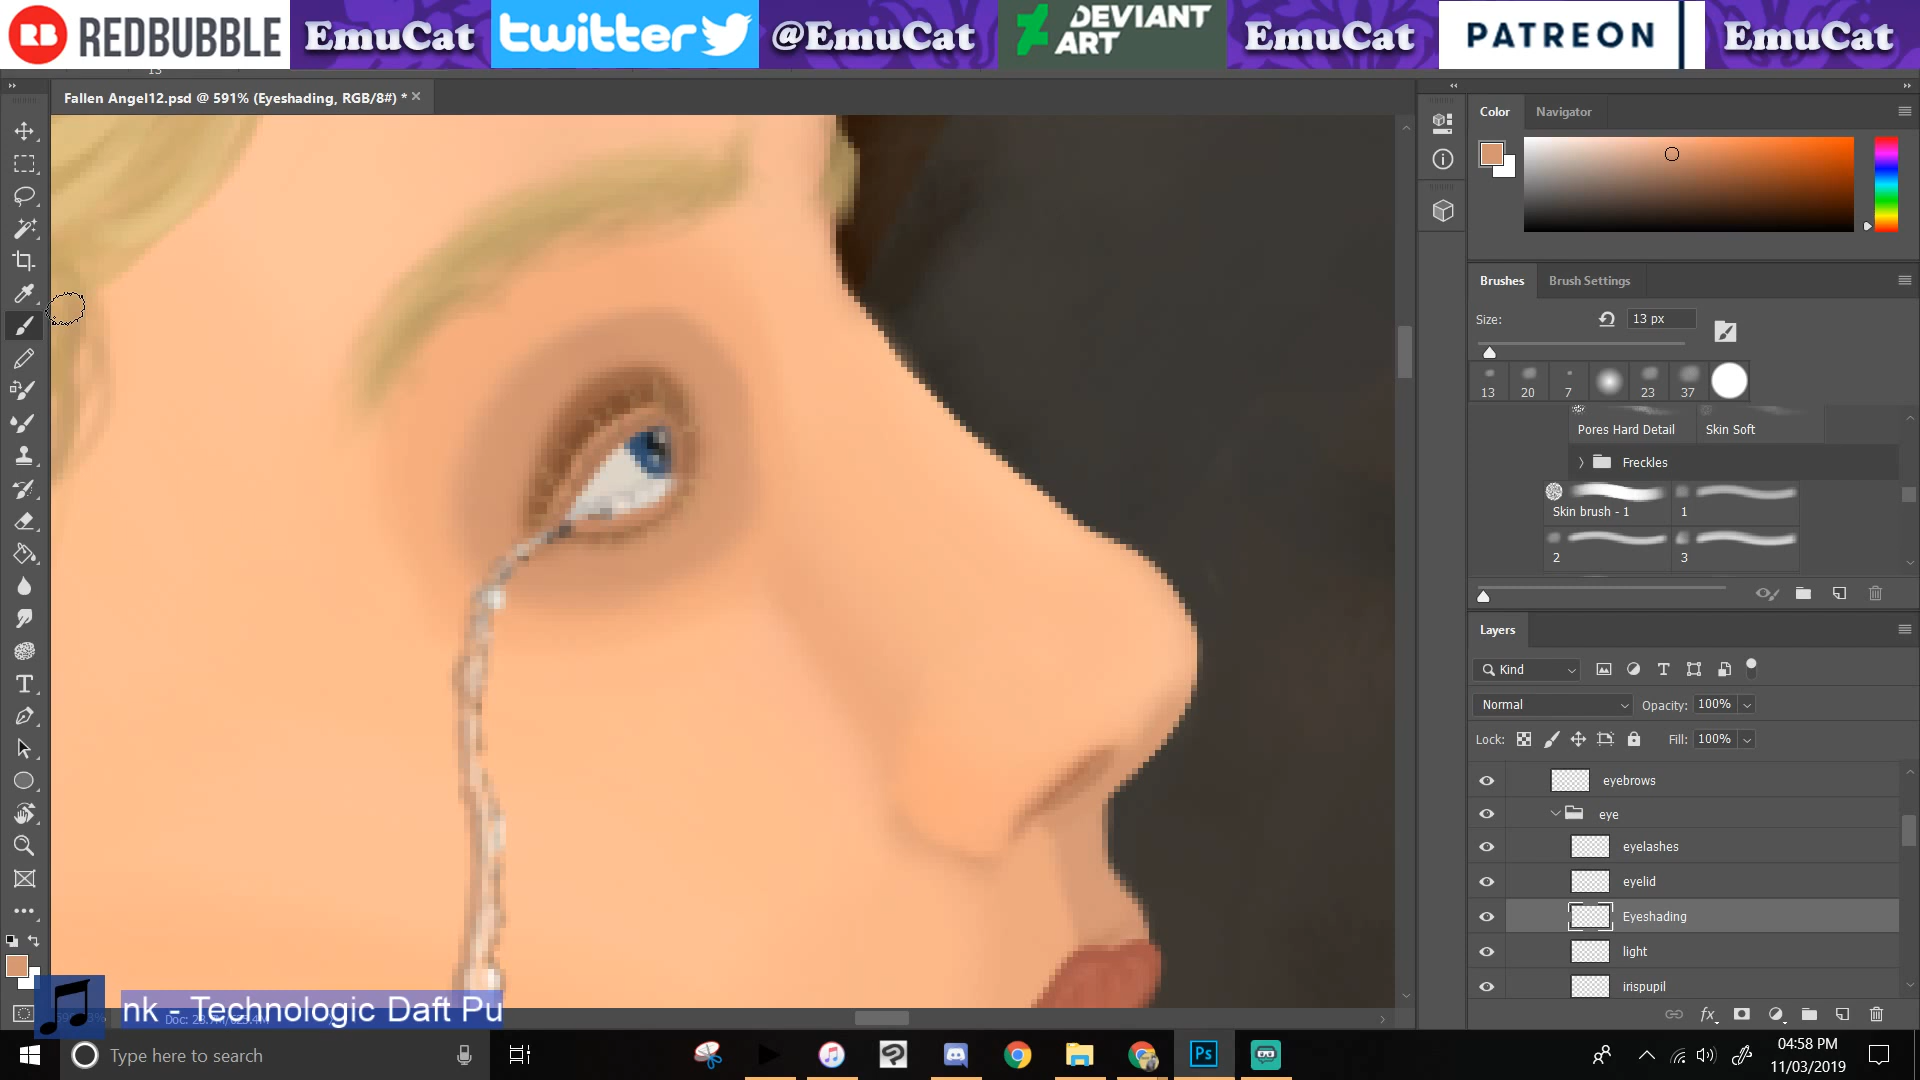 RB REDBUBBLE EmuCat twitter @EmuCat DEVIANT ART EmuCat PATREON EmuCat
13
Fallen Angel12.psd @ 591% (Eyeshading, RGB/8#) *
Color Navigator
Brushes Brush Settings
Size: 13 px
13 20 7 23 37
Pores Hard Detail Skin Soft
Freckles
Skin brush - 1 1
2 3
Layers
Kind
Normal Opacity: 100%
Lock: Fill: 100%
eyebrows
eye
eyelashes
eyelid
Eyeshading
light
irispupil
nk - Technologic Daft Pu
Type here to search
Ps
04:58 PM
11/03/2019